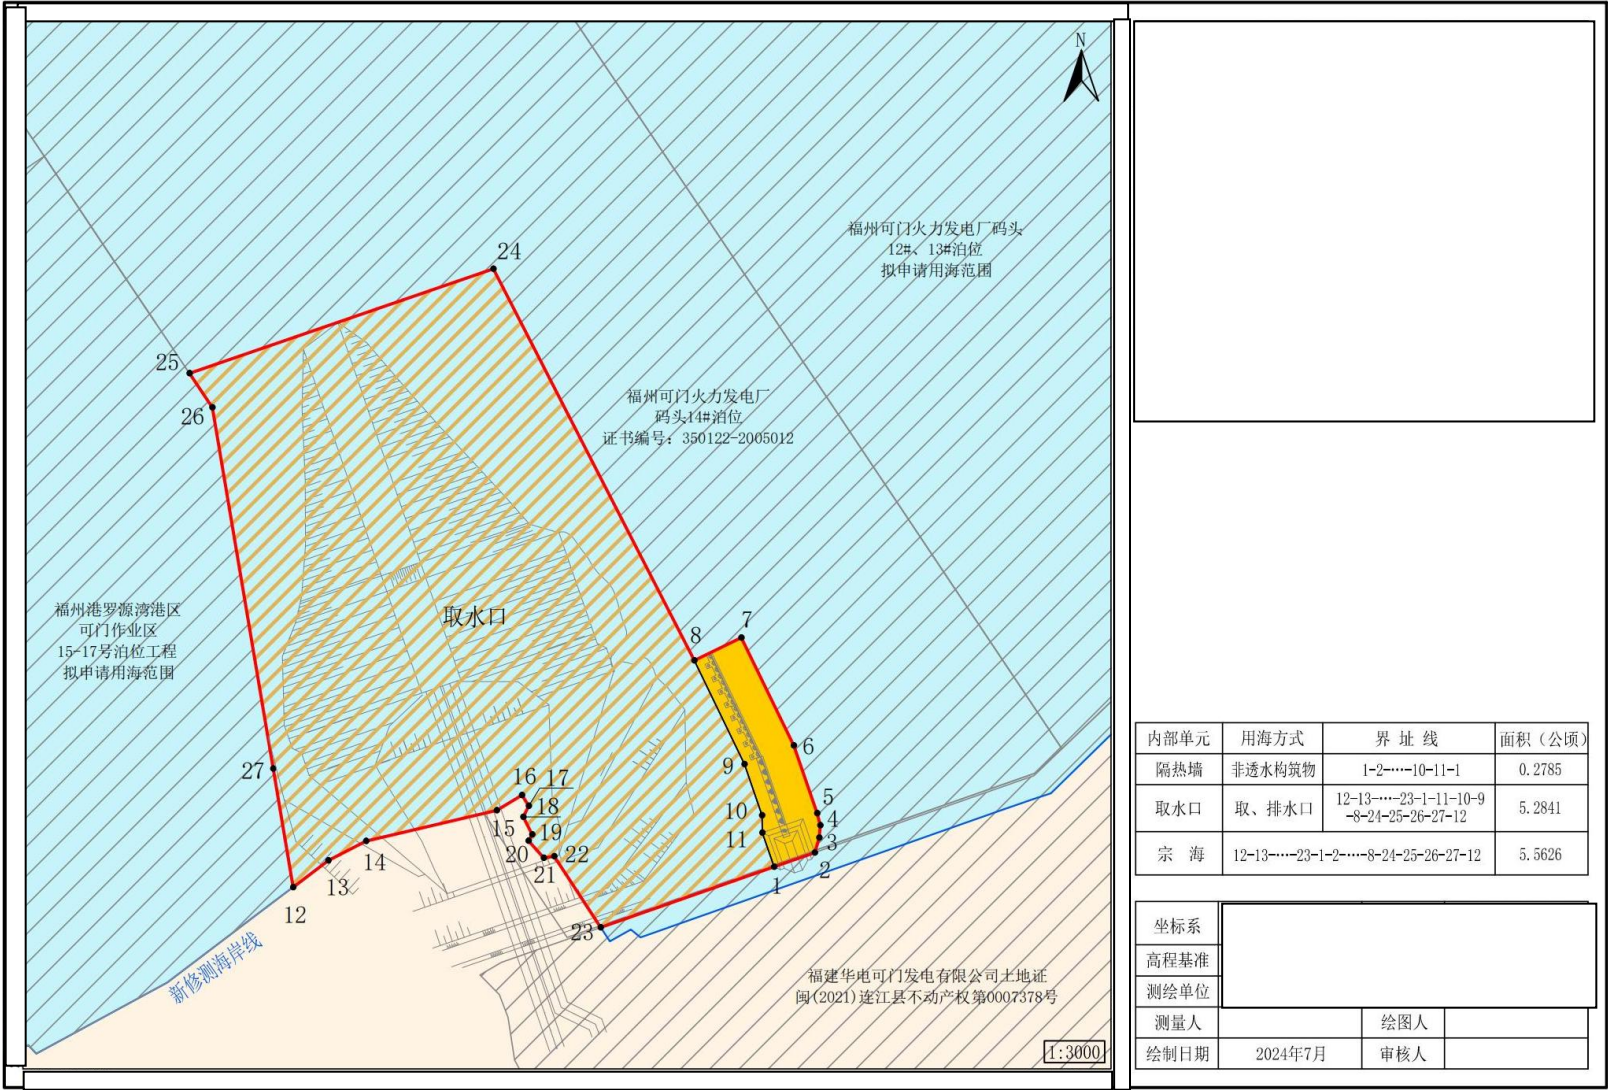 N
24
福州可门火力发电厂码头
12#、13#泊位
拟申请用海范围
25
26
福州可门火力发电厂
码头14#泊位
证书编号：350122-2005012
福州港罗源湾港区
可门作业区
15-17号泊位工程
拟申请用海范围
取水口
7
8
6
9
27
16
17
5
18
10
4
15
19
11
3
14
20
22
2
21
13
1
12
23
新修测海岸线
福建华电可门发电有限公司土地证
闽(2021)连江县不动产权第0007378号
1:3000
内部单元 用海方式 界 址 线 面积（公顷）
隔热墙 非透水构筑物 1-2-…-10-11-1 0.2785
取水口 取、排水口 12-13-…-23-1-11-10-9
-8-24-25-26-27-12 5.2841
宗 海 12-13-…-23-1-2-…-8-24-25-26-27-12 5.5626
坐标系
高程基准
测绘单位
测量人 绘图人
绘制日期 2024年7月 审核人